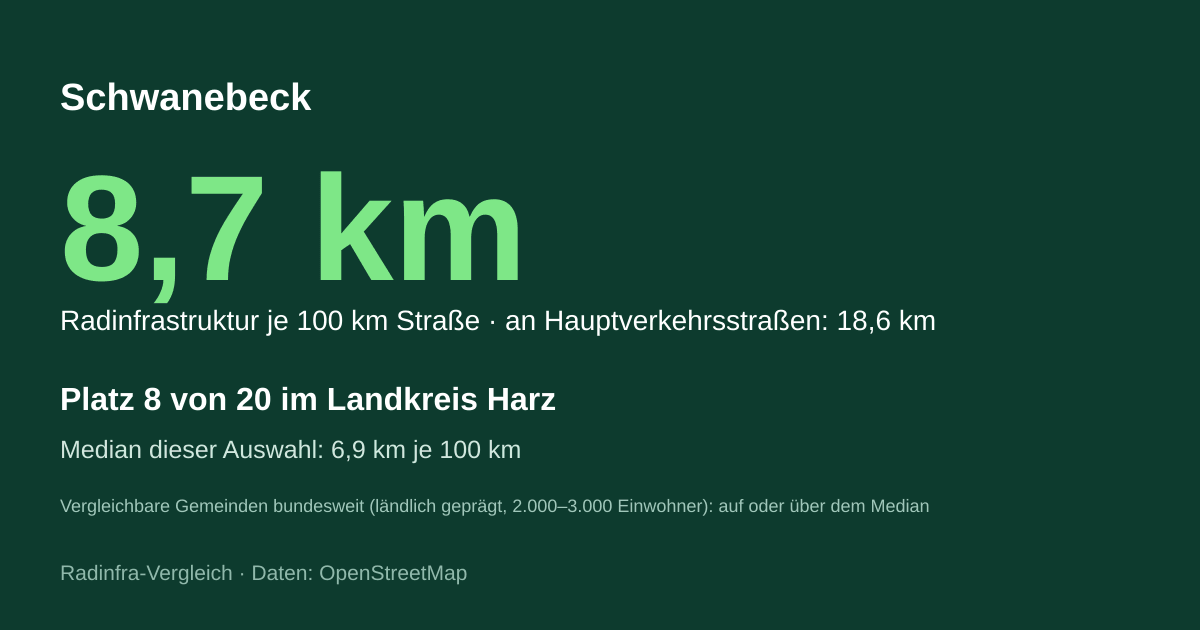 Schwanebeck
8,7 km
Radinfrastruktur je 100 km Straße · an Hauptverkehrsstraßen: 18,6 km
Platz 8 von 20 im Landkreis Harz
Median dieser Auswahl: 6,9 km je 100 km
Vergleichbare Gemeinden bundesweit (ländlich geprägt, 2.000–3.000 Einwohner): auf oder über dem Median
Radinfra-Vergleich · Daten: OpenStreetMap